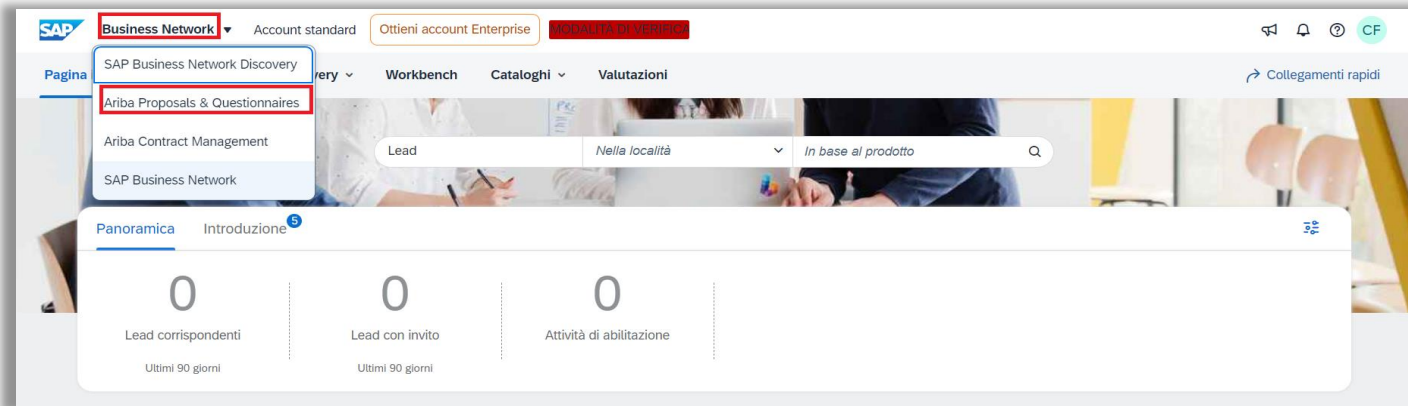 SAP Business Network Account standard Ottieni account Enterprise MODALITÀ DI VERIFICA CF
Pagina very Workbench Cataloghi Valutazioni Collegamenti rapidi
SAP Business Network Discovery
Ariba Proposals & Questionnaires
Ariba Contract Management
SAP Business Network
Lead Nella località In base al prodotto
Panoramica Introduzione 5
0 0 0
Lead corrispondenti Lead con invito Attività di abilitazione
Ultimi 90 giorni Ultimi 90 giorni